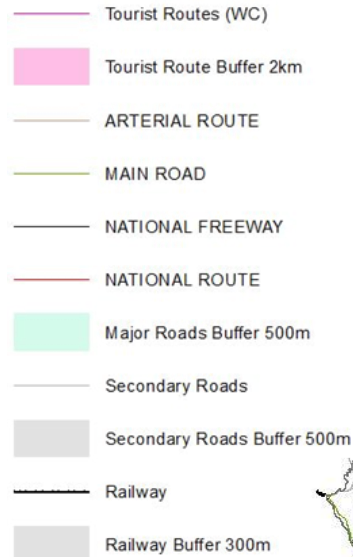 Tourist Routes (WC)
Tourist Route Buffer 2km
ARTERIAL ROUTE
MAIN ROAD
NATIONAL FREEWAY
NATIONAL ROUTE
Major Roads Buffer 500m
Secondary Roads
Secondary Roads Buffer 500m
Railway
Railway Buffer 300m